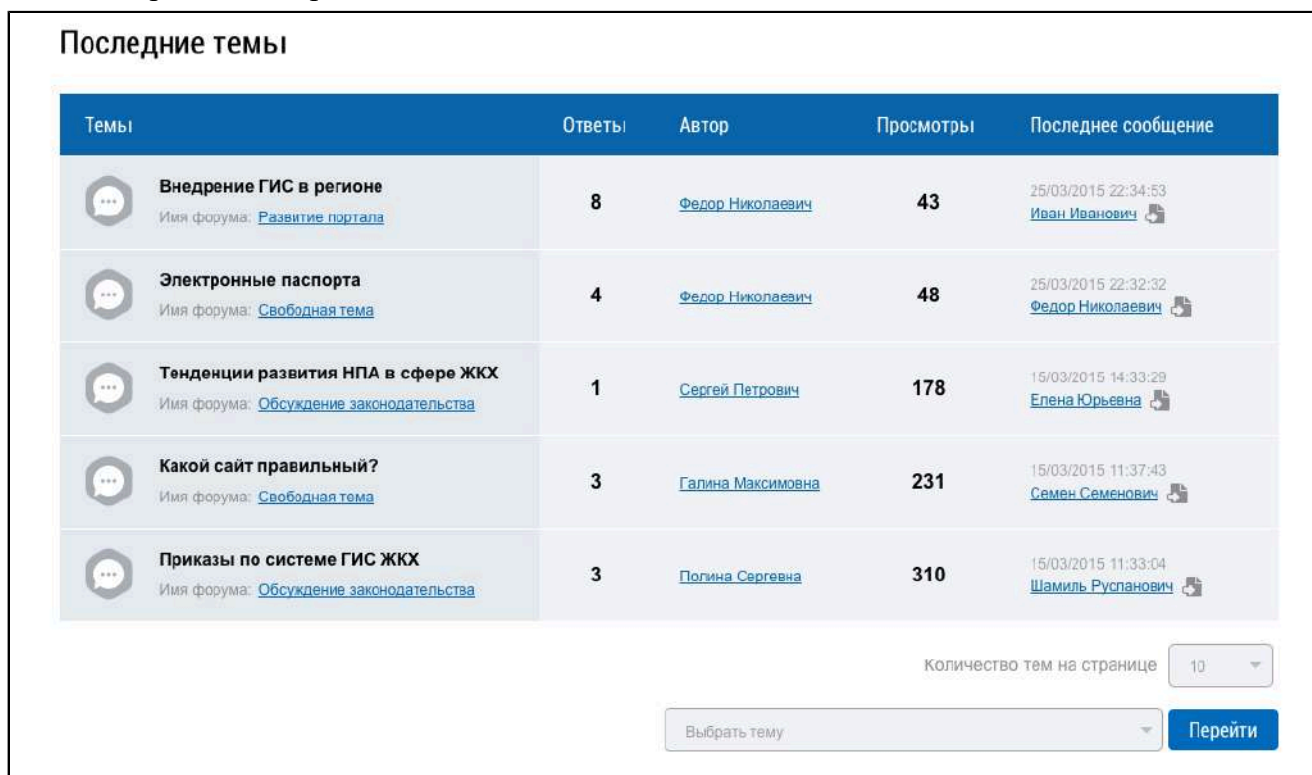 Последние темы
Темы Ответы Автор Просмотры Последнее сообщение
Внедрение ГИС в регионе
Имя форума: Развитие портала
8 Федор Николаевич 43
25/03/2015 22:34:53
Иван Иванович
Электронные паспорта
Имя форума: Свободная тема
4 Федор Николаевич 48
25/03/2015 22:32:32
Федор Николаевич
Тенденции развития НПА в сфере ЖКХ
Имя форума: Обсуждение законодательства
1 Сергей Петрович 178
15/03/2015 14:33:29
Елена Юрьевна
Какой сайт правильный?
Имя форума: Свободная тема
3 Галина Максимовна 231
15/03/2015 11:37:43
Семен Семенович
Приказы по системе ГИС ЖКХ
Имя форума: Обсуждение законодательства
3 Полина Сергевна 310
15/03/2015 11:33:04
Шамиль Русланович
Количество тем на странице 10
Выбрать тему Перейти